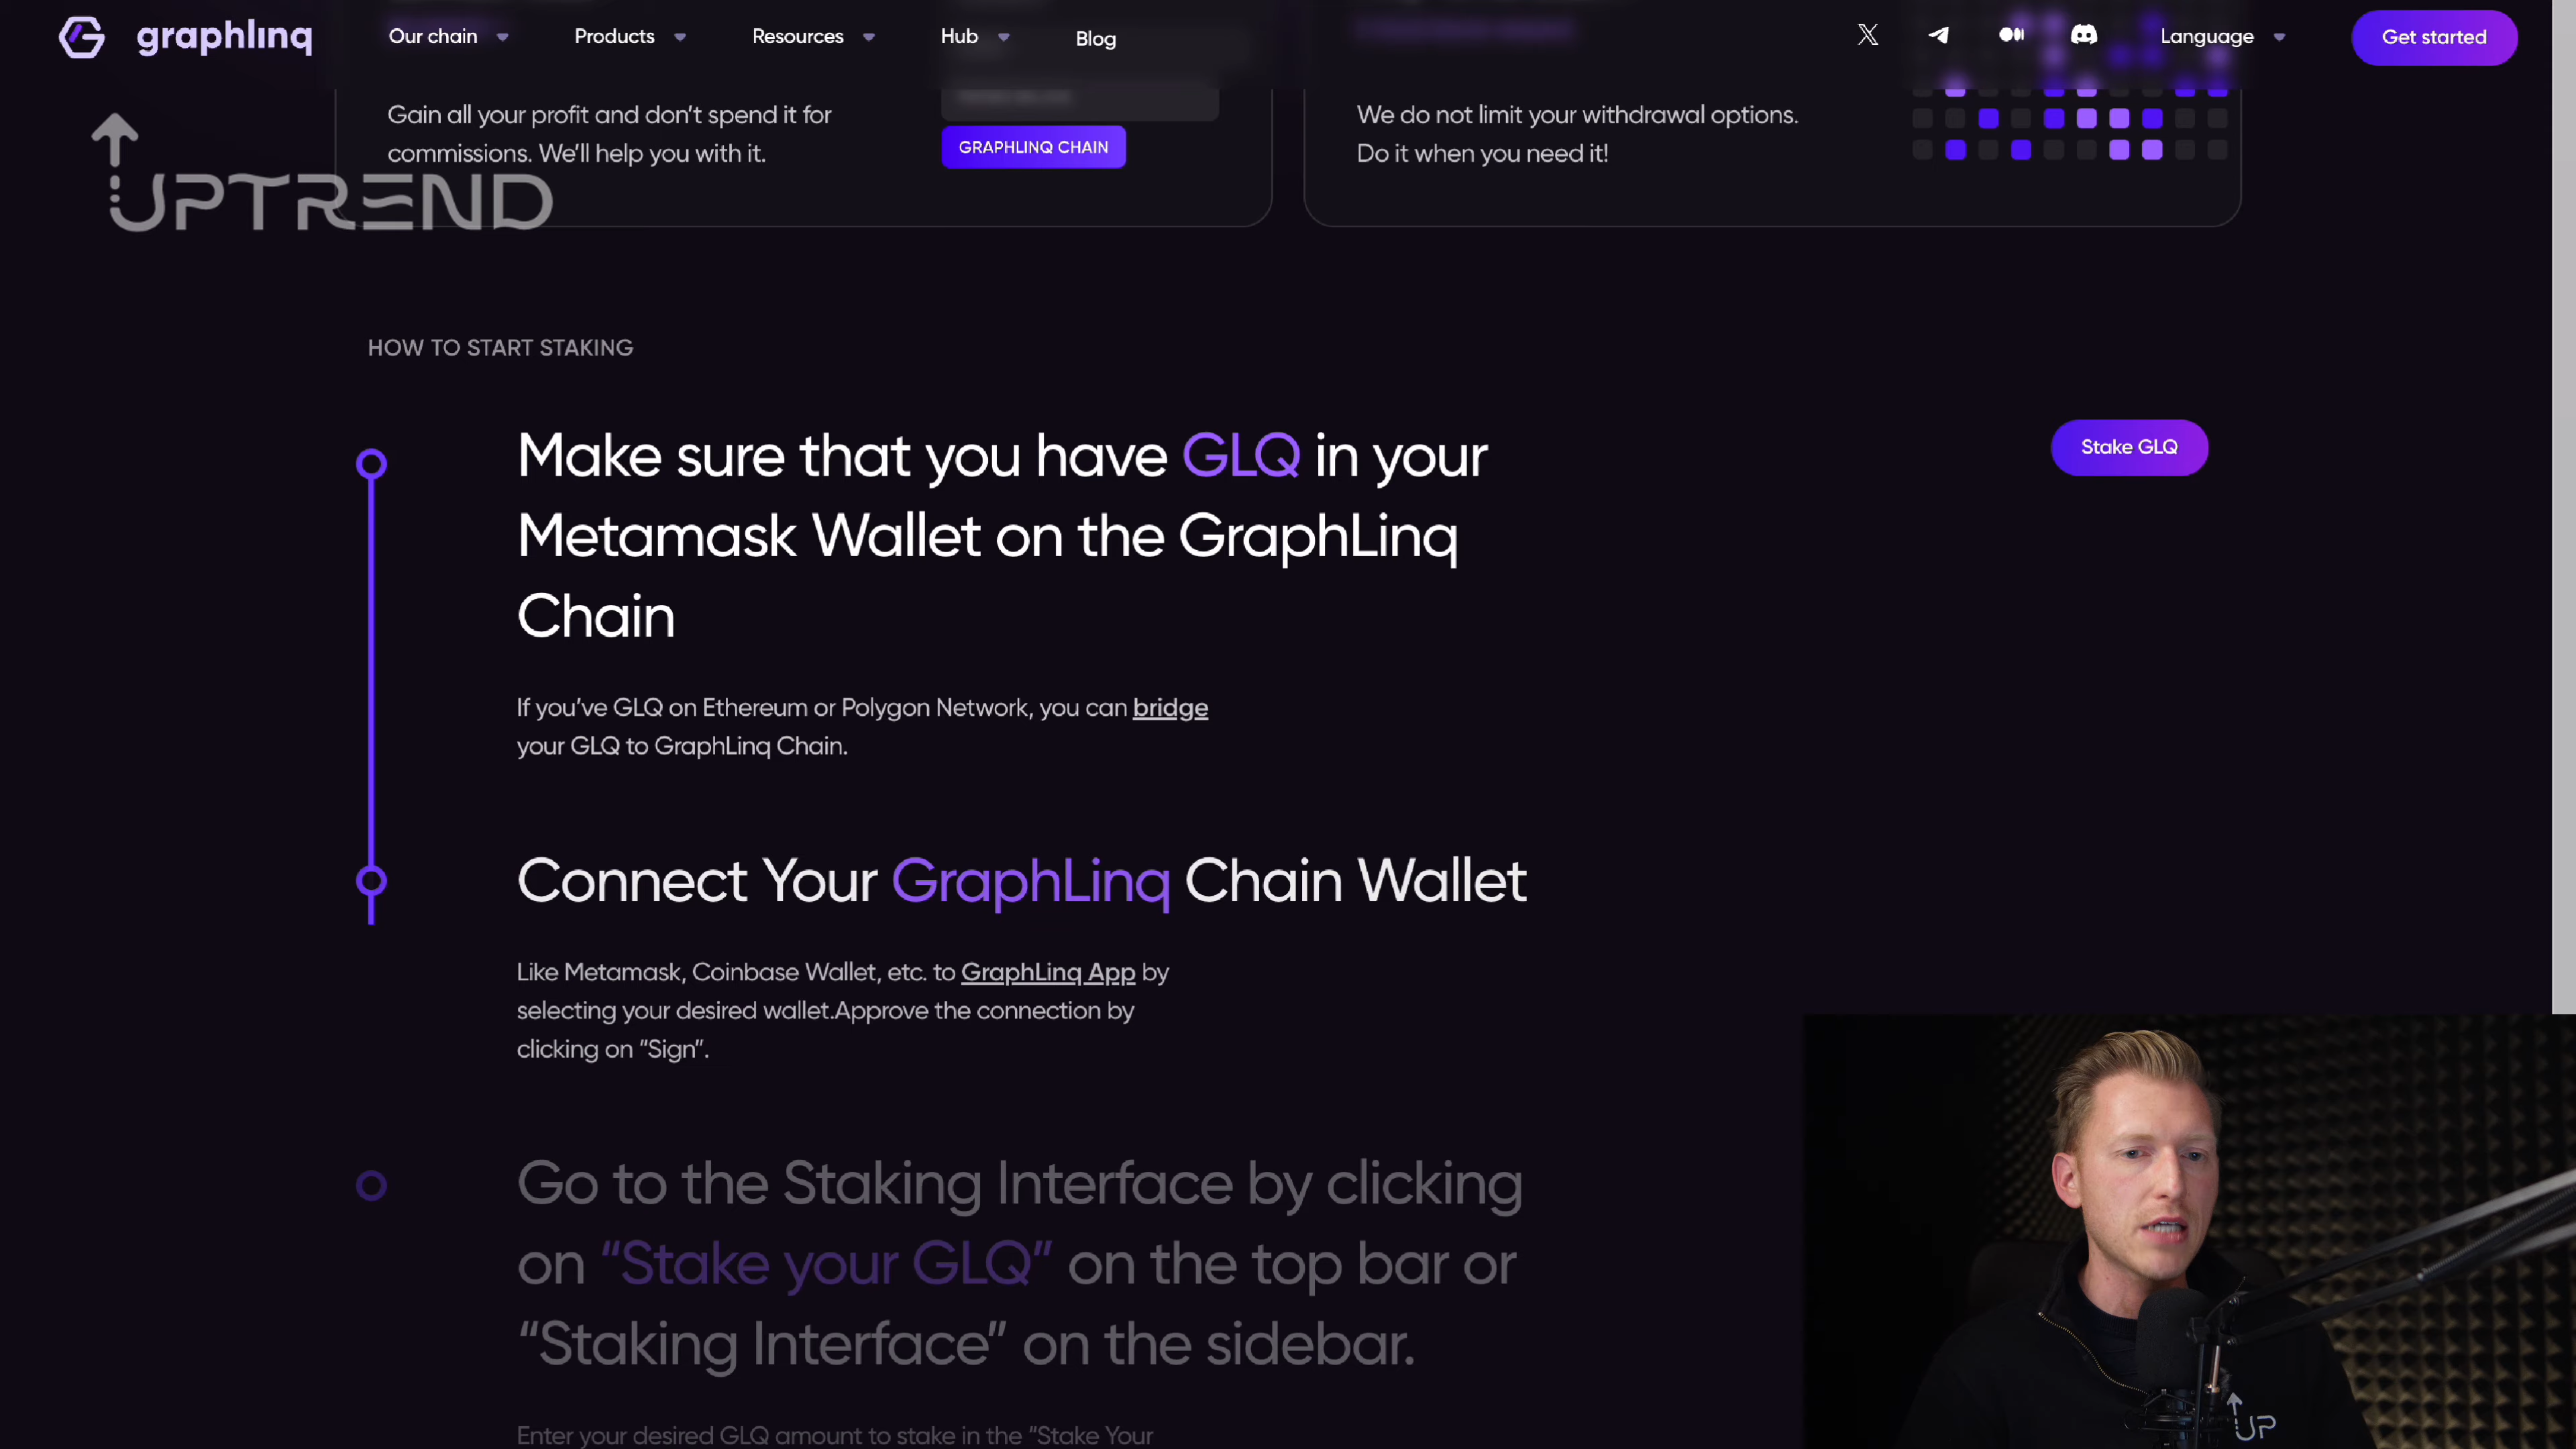 graphlinq
Our chain
Products
Resources
Hub
Blog
Language
Get started
Gain all your profit and don't spend it for
commissions. We'll help you with it.
GRAPHLINQ CHAIN
We do not limit your withdrawal options.
Do it when you need it!
UPTREND
HOW TO START STAKING
Make sure that you have GLQ in your
Metamask Wallet on the GraphLinq
Chain
Stake GLQ
If you've GLQ on Ethereum or Polygon Network, you can bridge
your GLQ to GraphLinq Chain.
Connect Your GraphLinq Chain Wallet
Like Metamask, Coinbase Wallet, etc. to GraphLinq App by
selecting your desired wallet.Approve the connection by
clicking on "Sign".
Go to the Staking Interface by clicking
on "Stake your GLQ" on the top bar or
"Staking Interface" on the sidebar.
Enter your desired GLQ amount to stake in the "Stake Your
UP